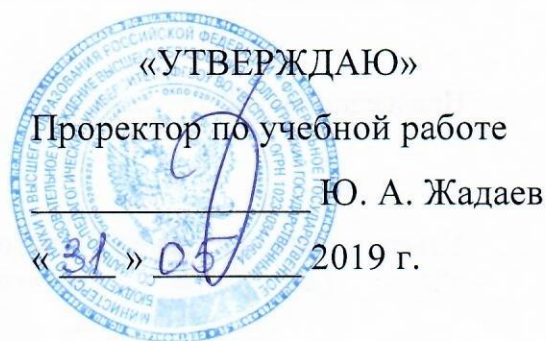 «УТВЕРЖДАЮ»
Проректор по учебной работе
Ю. А. Жадаев
« 31 » 05 2019 г.